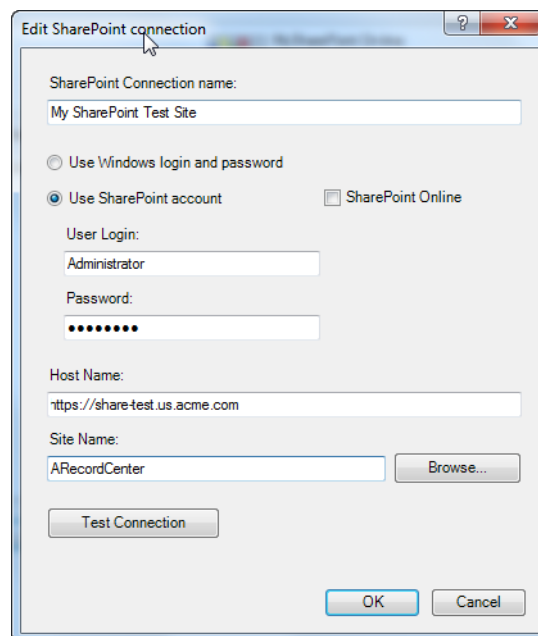 Edit SharePoint connection
SharePoint Connection name:
My SharePoint Test Site
Use Windows login and password
Use SharePoint account
SharePoint Online
User Login:
Administrator
Password:
••••••••
Host Name:
https://share-test.us.acme.com
Site Name:
ARecordCenter
Browse...
Test Connection
OK
Cancel